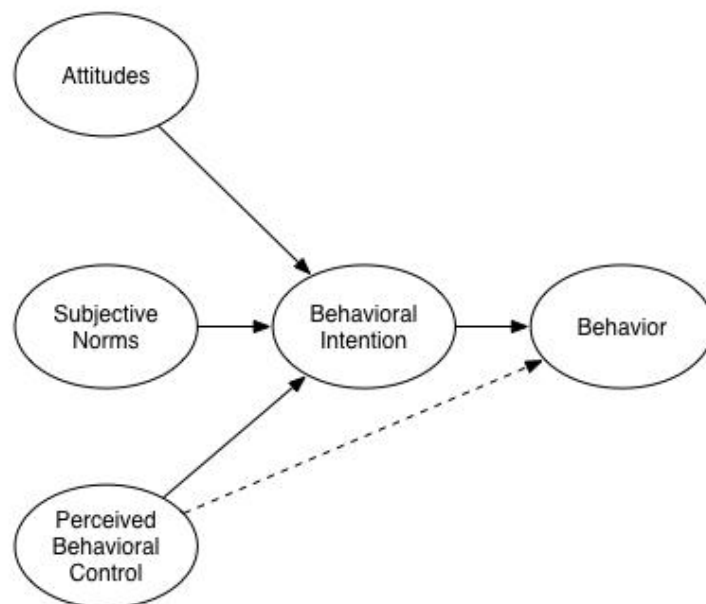 Attitudes
Subjective
Norms
Behavioral
Intention
Behavior
Perceived
Behavioral
Control